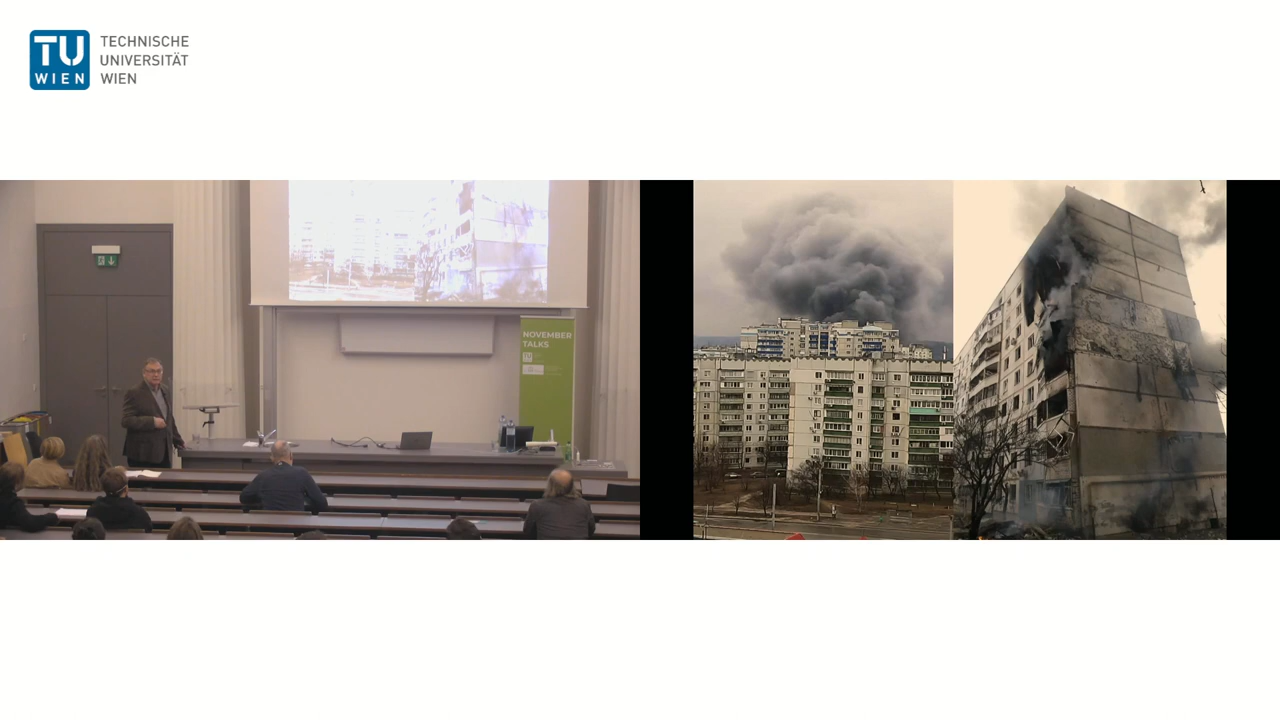 TU
WIEN
TECHNISCHE
UNIVERSITÄT
WIEN
NOVEMBER
TALKS